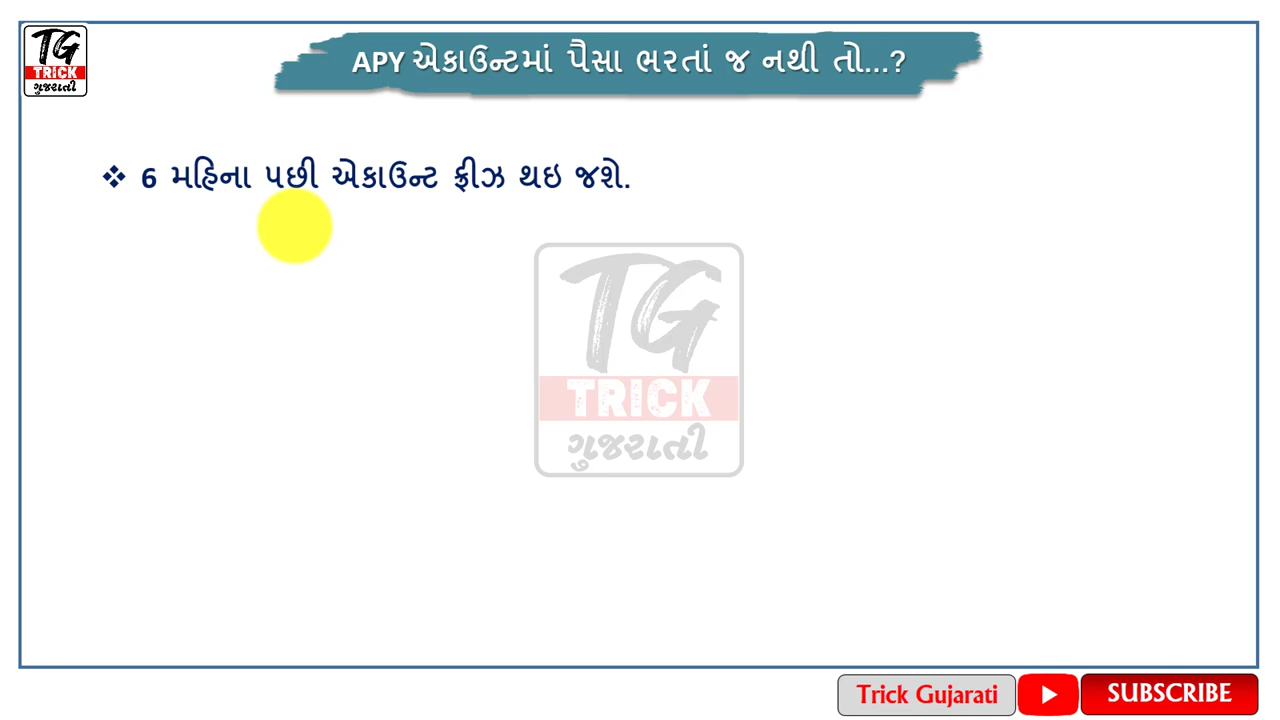 TG
TRICK
ગુજરાતી
APY એકાઉન્ટમાં પૈસા ભરતાં જ નથી તો...?
❖ 6 મહિના પછી એકાઉન્ટ ફ્રીઝ થઇ જશે.
TG
TRICK
ગુજરાતી
Trick Gujarati
SUBSCRIBE